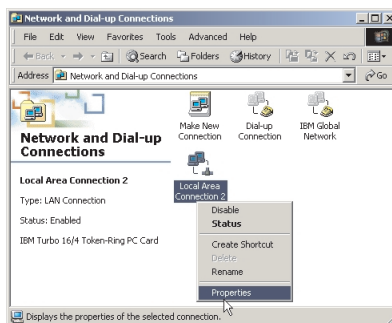 Network and Dial-up Connections
File Edit View Favorites Tools Advanced Help
Back Search Folders History
Address Network and Dial-up Connections Go
Network and Dial-up
Connections
Local Area Connection 2
Type: LAN Connection
Status: Enabled
IBM Turbo 16/4 Token-Ring PC Card
Make New
Connection
Dial-up
Connection
IBM Global
Network
Local Area
Connection 2
Disable
Status
Create Shortcut
Delete
Rename
Properties
Displays the properties of the selected connection.